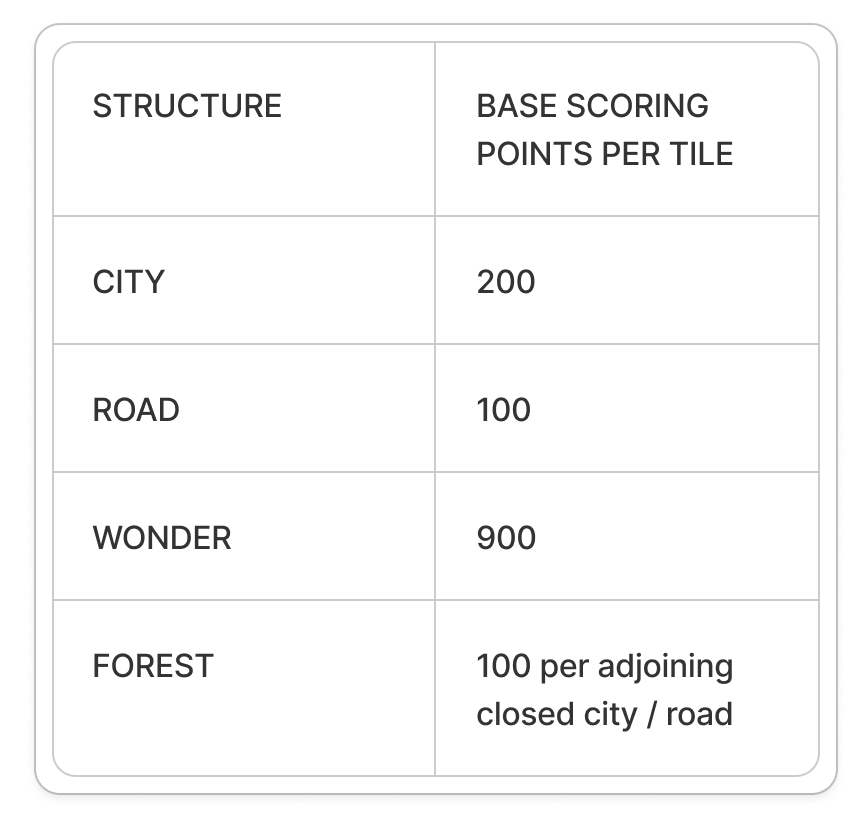 STRUCTURE
BASE SCORING
POINTS PER TILE
CITY
200
ROAD
100
WONDER
900
FOREST
100 per adjoining
closed city / road